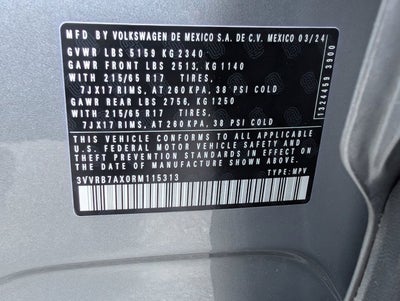 MFD BY VOLKSWAGEN DE MEXICO S.A. DE C.V. MEXICO 03/24
GVWR LBS 5159 KG 2340
GAWR FRONT LBS 2513, KG 1140
WITH 215/65 R17 TIRES,
7JX17 RIMS, AT 260 KPA, 38 PSI COLD
GAWR REAR LBS 2756, KG 1250
WITH 215/65 R17 TIRES,
7JX17 RIMS, AT 260 KPA, 38 PSI COLD
THIS VEHICLE CONFORMS TO ALL APPLICABLE
U.S. FEDERAL MOTOR VEHICLE SAFETY AND
THEFT PREVENTION STANDARDS IN EFFECT ON
THE DATE OF MANUFACTURE SHOWN ABOVE
3VVRB7AX0RM115313 TYPE: MPV
1324459 3900